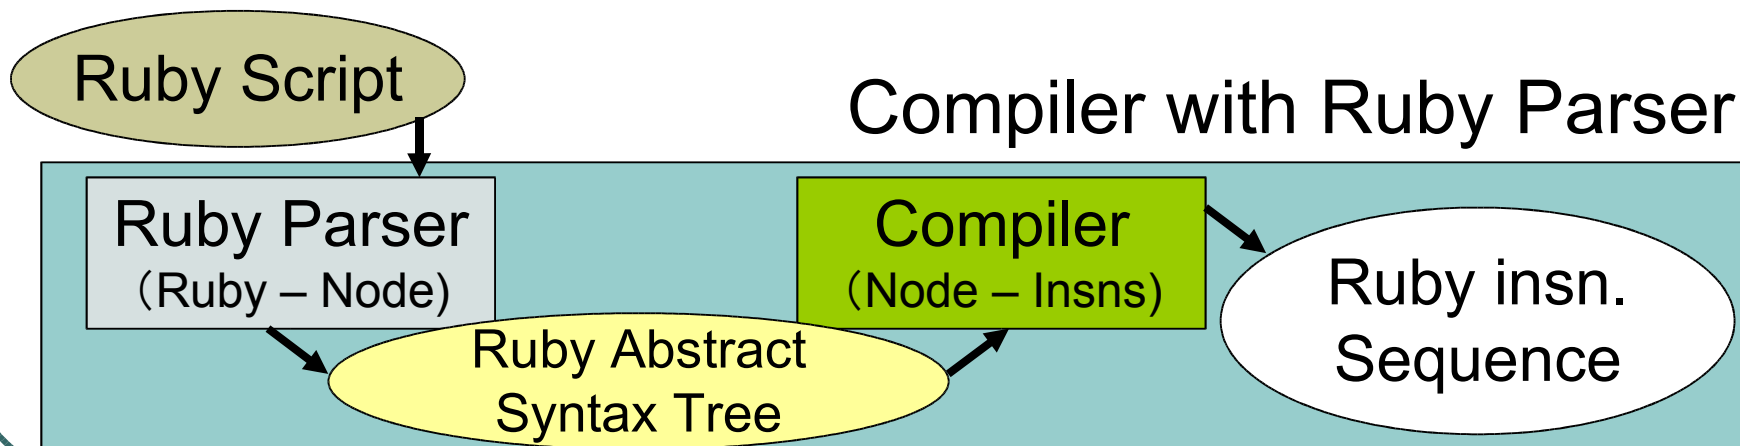 Ruby Script
Compiler with Ruby Parser
Ruby Parser
（Ruby – Node)
Compiler
（Node – Insns)
Ruby Abstract
Syntax Tree
Ruby insn.
Sequence